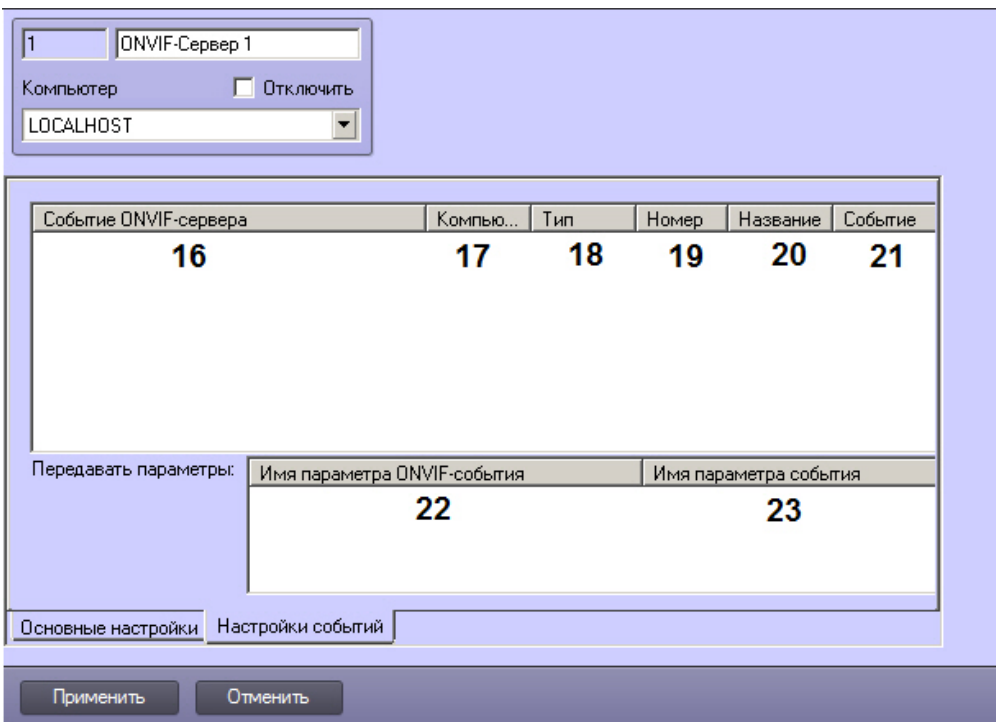 1 ONVIF-Сервер 1
Компьютер Отключить
LOCALHOST
Событие ONVIF-сервера Компью... Тип Номер Название Событие
16 17 18 19 20 21
Передавать параметры: Имя параметра ONVIF-события Имя параметра события
22 23
Основные настройки Настройки событий
Применить Отменить